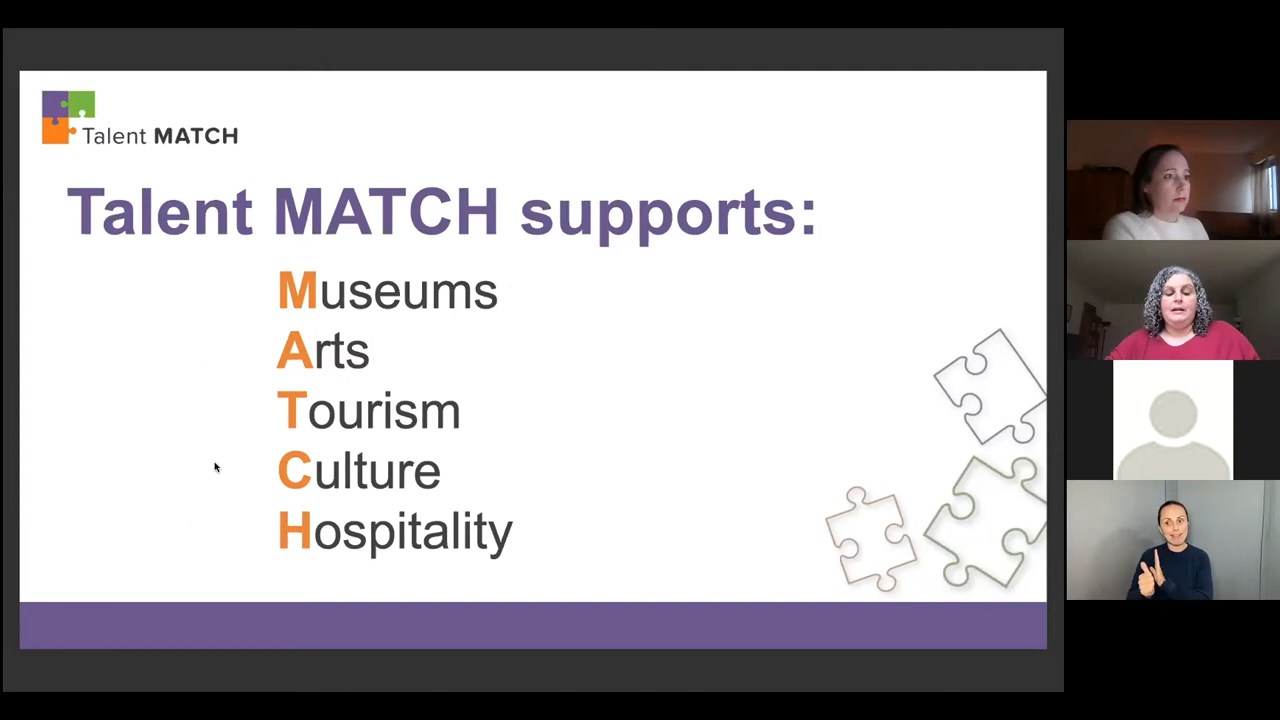 Talent MATCH
Talent MATCH supports:
Museums
Arts
Tourism
Culture
Hospitality